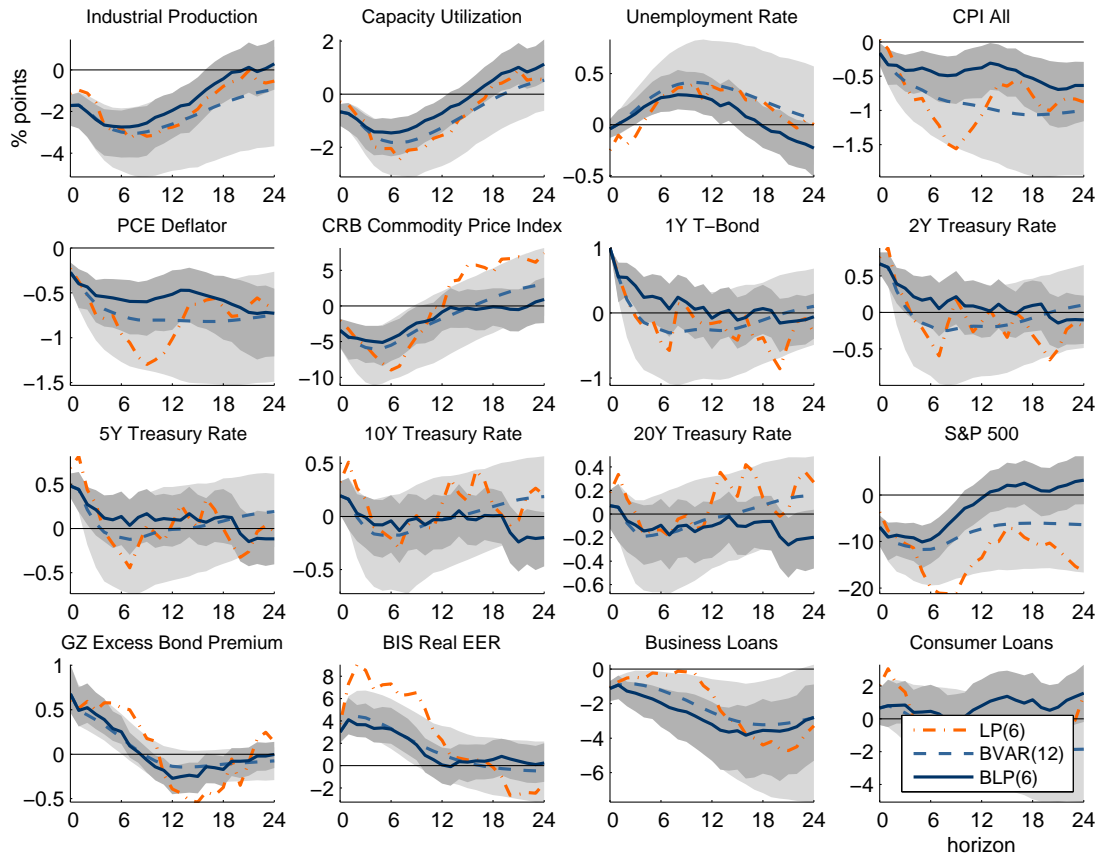 Industrial Production Capacity Utilization Unemployment Rate CPI All
% points
0 −2 −4
2 0 −2
0.5 0 −0.5
0 −0.5 −1 −1.5
0 6 12 18 24 0 6 12 18 24 0 6 12 18 24 0 6 12 18 24
PCE Deflator CRB Commodity Price Index 1Y T−Bond 2Y Treasury Rate
0 −0.5 −1 −1.5
5 0 −5 −10
1 0 −1
0.5 0 −0.5
0 6 12 18 24 0 6 12 18 24 0 6 12 18 24 0 6 12 18 24
5Y Treasury Rate 10Y Treasury Rate 20Y Treasury Rate S&P 500
0.5 0 −0.5
0.5 0 −0.5
0.4 0.2 0 −0.2 −0.4 −0.6
0 −10 −20
0 6 12 18 24 0 6 12 18 24 0 6 12 18 24 0 6 12 18 24
GZ Excess Bond Premium BIS Real EER Business Loans Consumer Loans
1 0.5 0 −0.5
8 6 4 2 0 −2
0 −2 −4 −6
2 0 −2 −4
LP(6)
BVAR(12)
BLP(6)
0 6 12 18 24 0 6 12 18 24 0 6 12 18 24 0 6 12 18 24
horizon